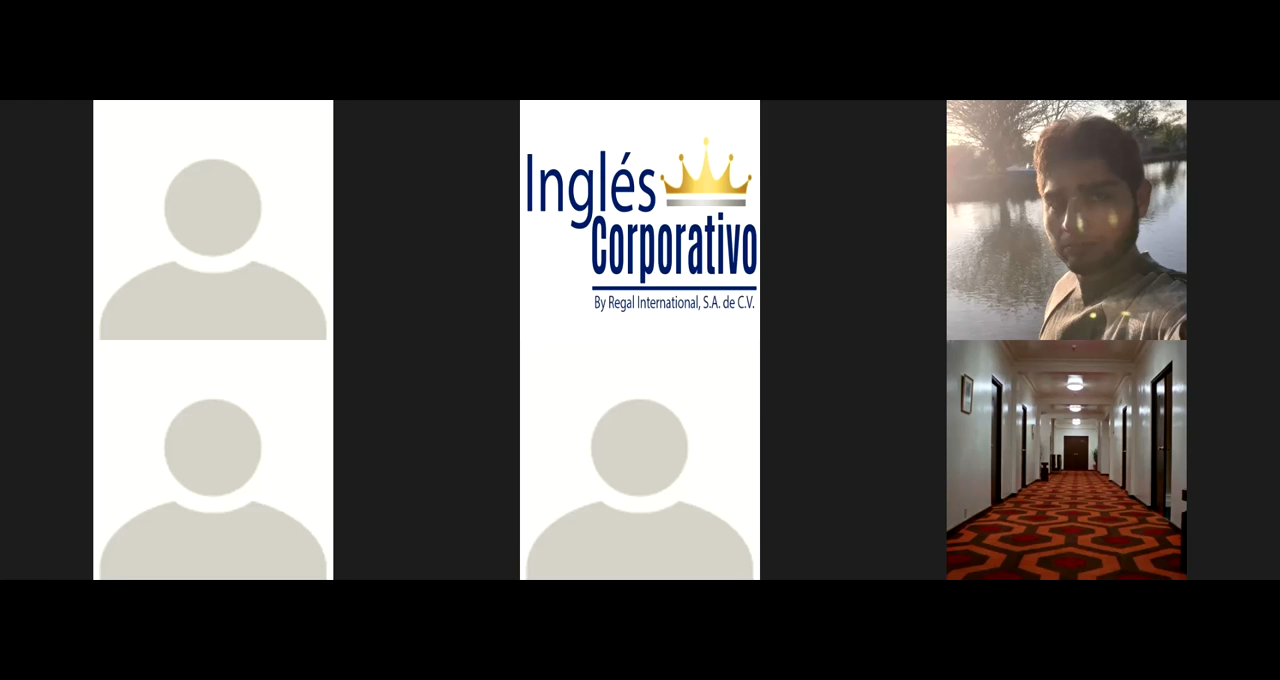 Inglés
Corporativo
By Regal International, S.A. de C.V.